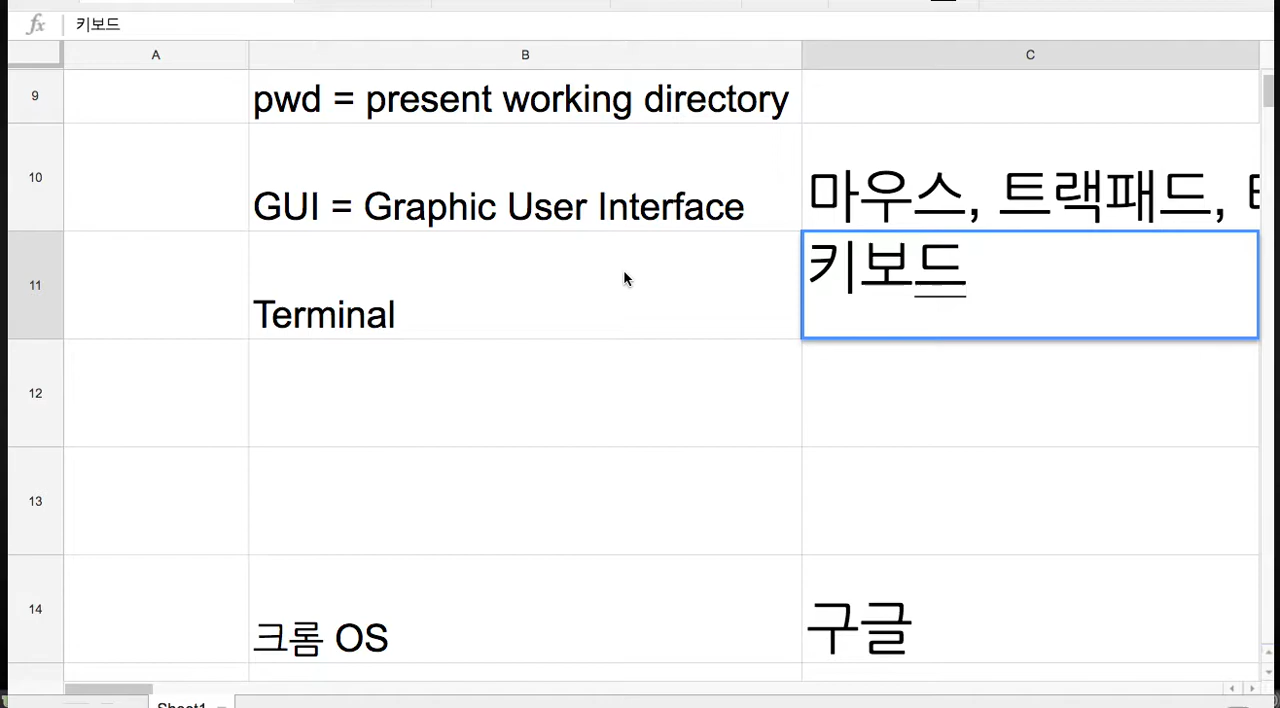 fx 키보드
A B C
9 pwd = present working directory
10 GUI = Graphic User Interface 마우스, 트랙패드,
11 Terminal 키보드
12
13
14 크롬 OS 구글
Sheet1